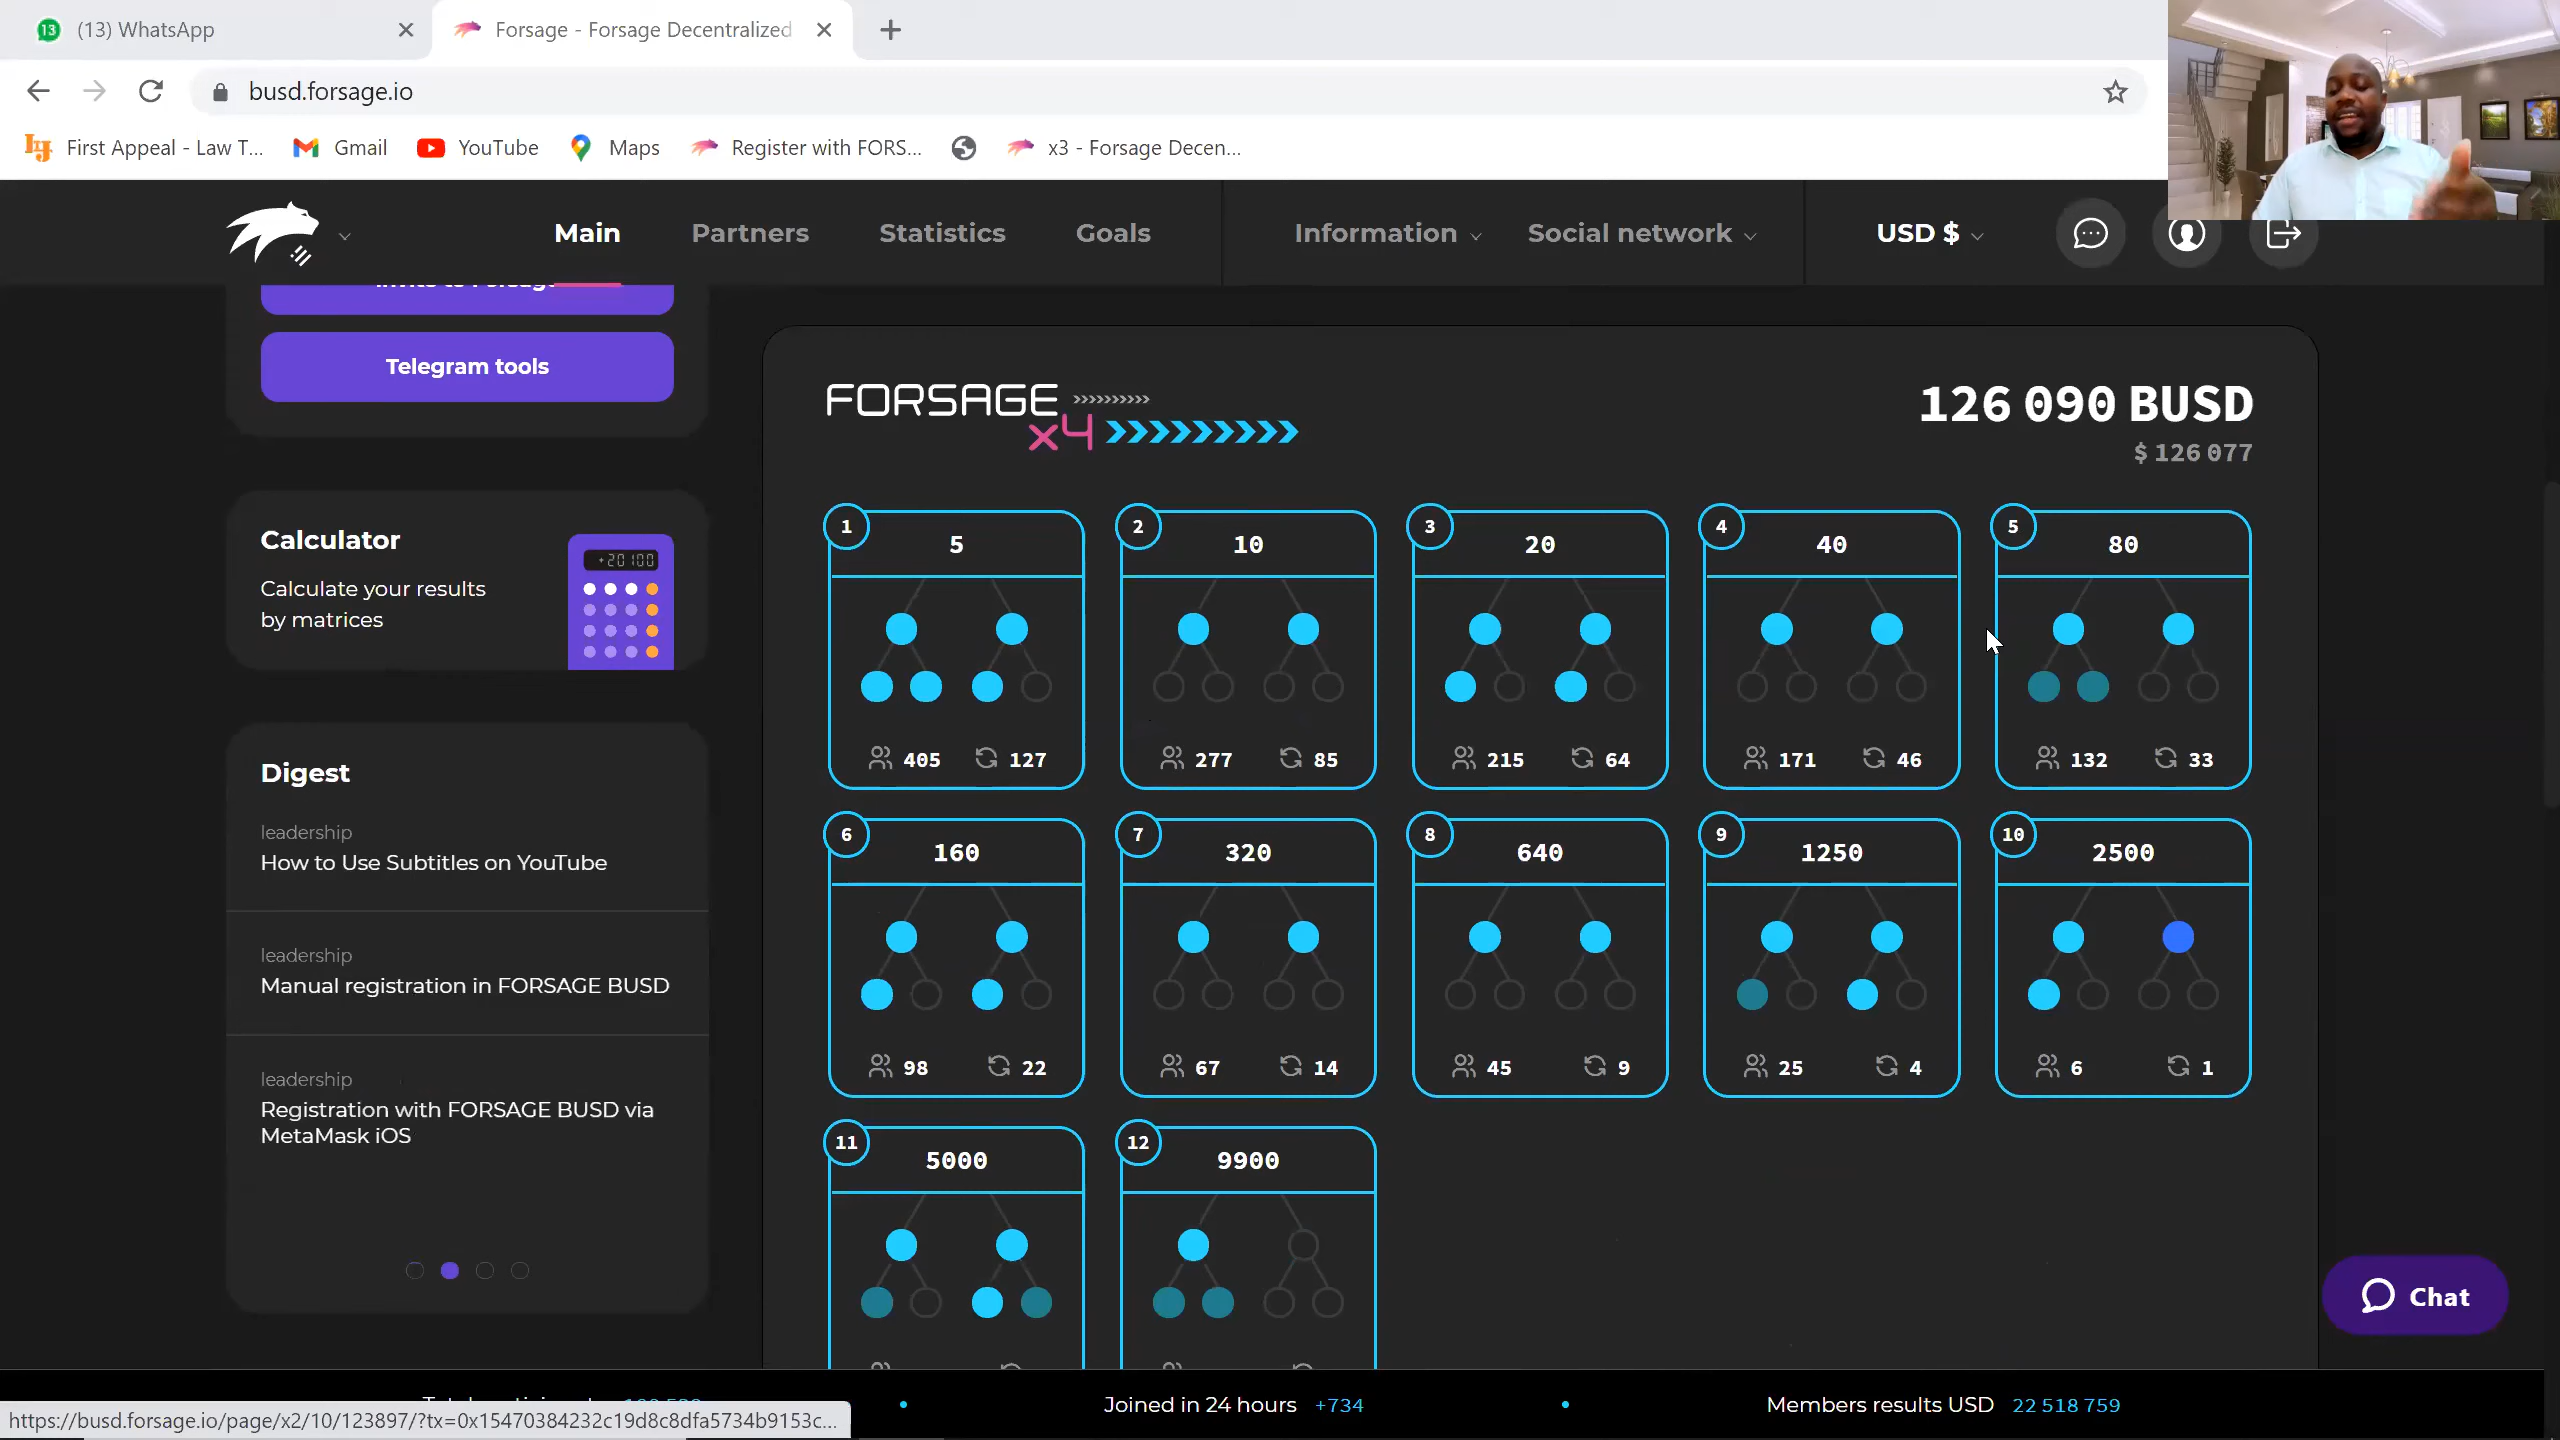 (13) WhatsApp
Forsage - Forsage Decentralized
busd.forsage.io
First Appeal - Law T...
Gmail
YouTube
Maps
Register with FORS...
x3 - Forsage Decen...
Main
Partners
Statistics
Goals
Information
Social network
USD $
Telegram tools
Calculator
Calculate your results
by matrices
+20100
Digest
leadership
How to Use Subtitles on YouTube
leadership
Manual registration in FORSAGE BUSD
leadership
Registration with FORSAGE BUSD via
MetaMask iOS
FORSAGE
x4
126 090 BUSD
$ 126 077
1 5
405 127
2 10
277 85
3 20
215 64
4 40
171 46
5 80
132 33
6 160
98 22
7 320
67 14
8 640
45 9
9 1250
25 4
10 2500
6 1
11 5000
12 9900
Chat
Joined in 24 hours +734
Members results USD 22 518 759
https://busd.forsage.io/page/x2/10/123897/?tx=0x15470384232c19d8c8dfa5734b9153c...